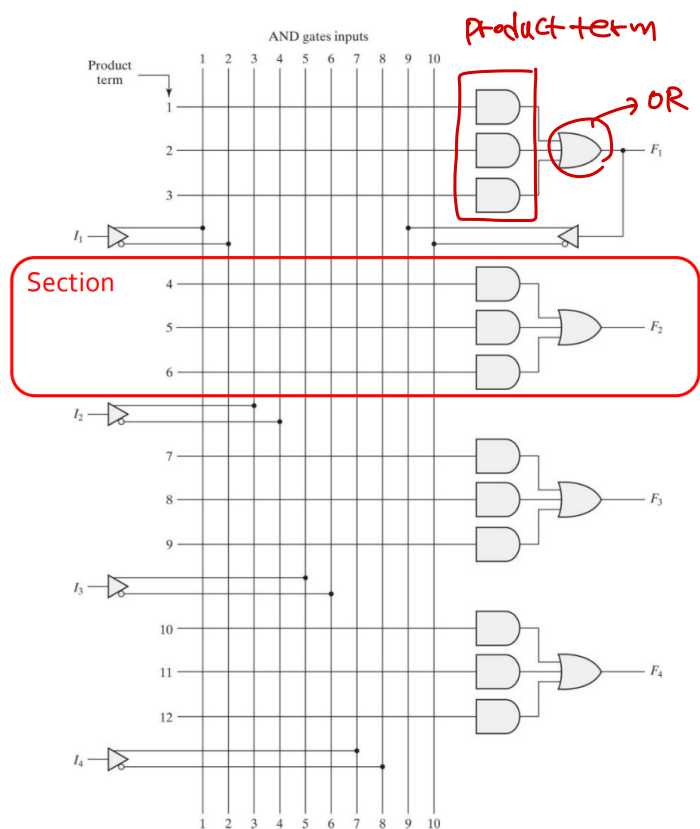 product term
AND gates inputs
1 2 3 4 5 6 7 8 9 10
Product
term
1
OR
2
F1
3
I1
Section
4
5
F2
6
I2
7
8
F3
9
I3
10
11
F4
12
I4
1 2 3 4 5 6 7 8 9 10